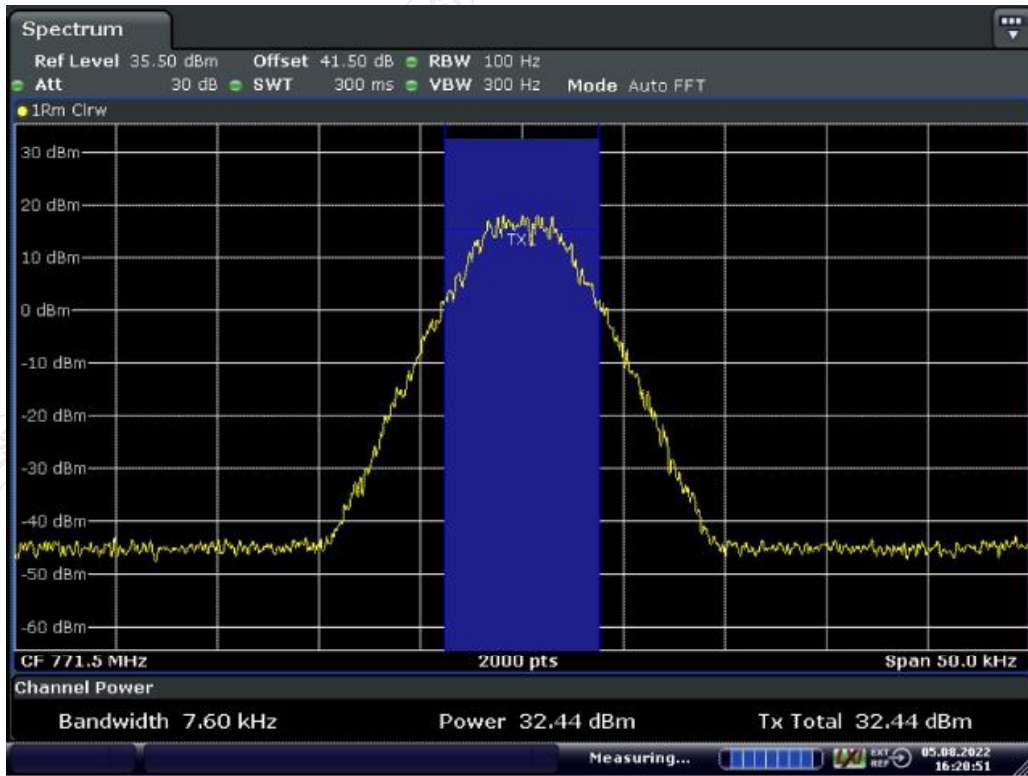 Spectrum
Ref Level 35.50 dBm Offset 41.50 dB RBW 100 Hz
Att 30 dB SWT 300 ms VBW 300 Hz Mode Auto FFT
1Rm Clrw
30 dBm
20 dBm
TX
10 dBm
0 dBm
-10 dBm
-20 dBm
-30 dBm
-40 dBm
-50 dBm
-60 dBm
CF 771.5 MHz 2000 pts Span 50.0 kHz
Channel Power
Bandwidth 7.60 kHz Power 32.44 dBm Tx Total 32.44 dBm
Measuring... LXI EXT REF 05.08.2022
16:20:51